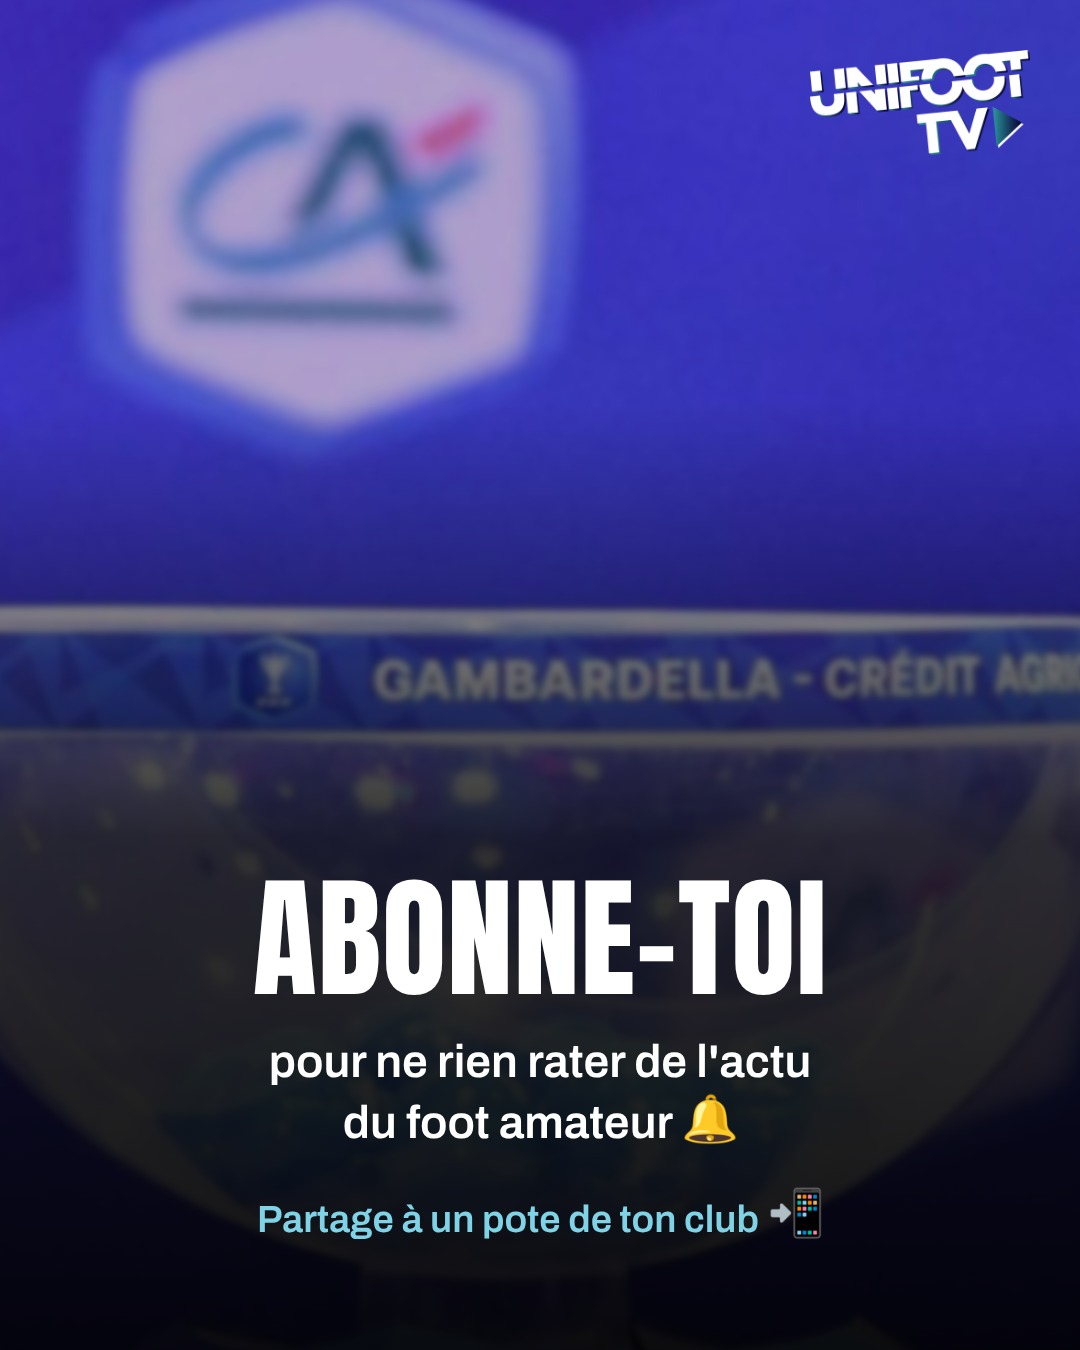 CA
UNIFOOT
TV
GAMBARDELLA - CRÉDIT AGRI
ABONNE-TOI
pour ne rien rater de l'actu
du foot amateur 🔔
Partage à un pote de ton club 📲